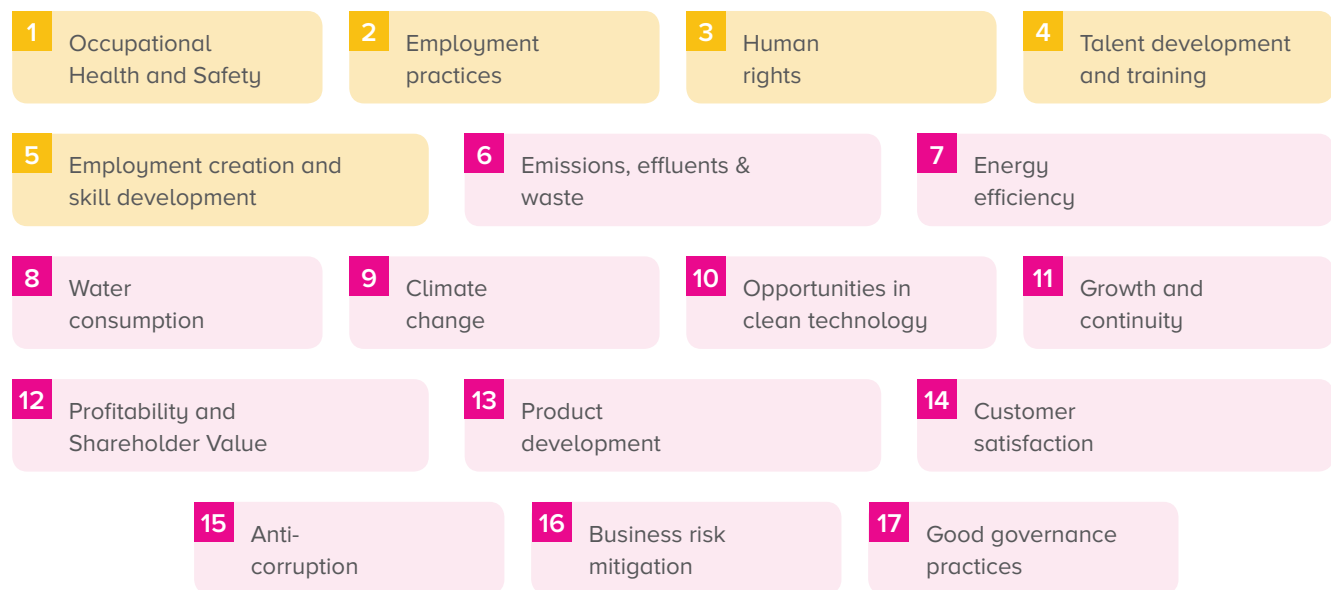 1
Occupational
Health and Safety
2
Employment
practices
3
Human
rights
4
Talent development
and training
5
Employment creation and
skill development
6
Emissions, effluents &
waste
7
Energy
efficiency
8
Water
consumption
9
Climate
change
10
Opportunities in
clean technology
11
Growth and
continuity
12
Profitability and
Shareholder Value
13
Product
development
14
Customer
satisfaction
15
Anti-
corruption
16
Business risk
mitigation
17
Good governance
practices